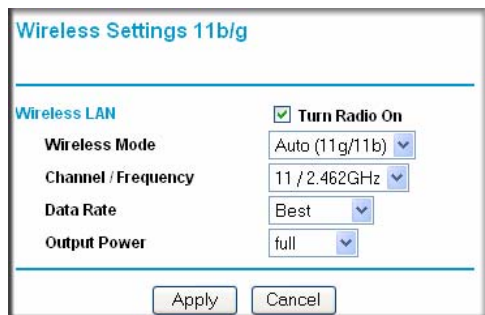 Wireless Settings 11b/g
Wireless LAN Turn Radio On
Wireless Mode Auto (11g/11b)
Channel / Frequency 11 / 2.462GHz
Data Rate Best
Output Power full
Apply Cancel